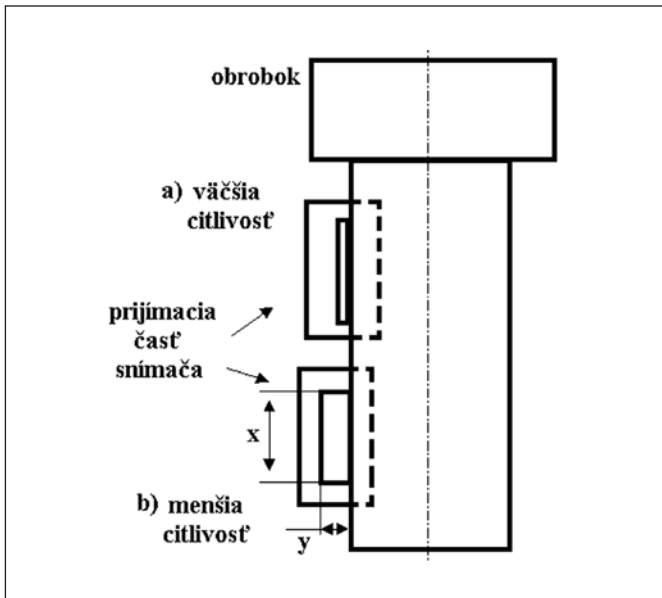 obrobok
a) väčšia
citlivosť
prijímacia
časť
snímača
x
b) menšia
citlivosť
y